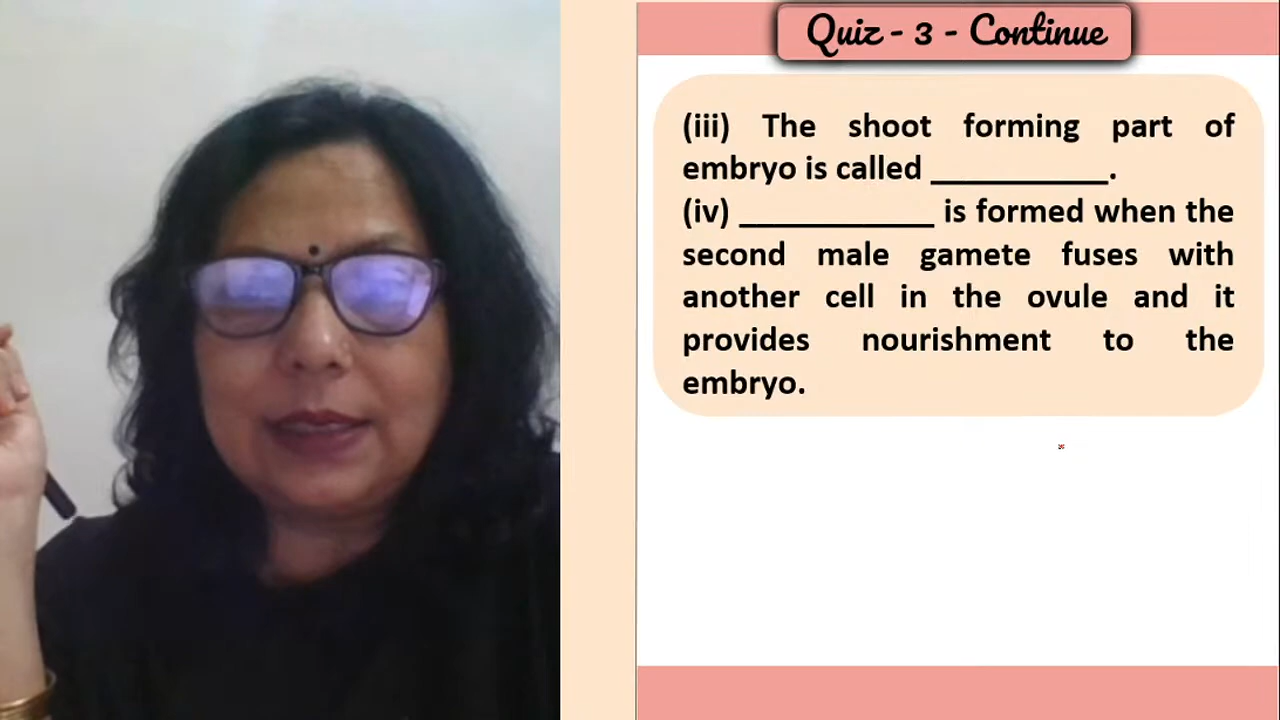 Quiz - 3 - Continue
(iii) The shoot forming part of
embryo is called __________.
(iv) ___________ is formed when the
second male gamete fuses with
another cell in the ovule and it
provides nourishment to the
embryo.